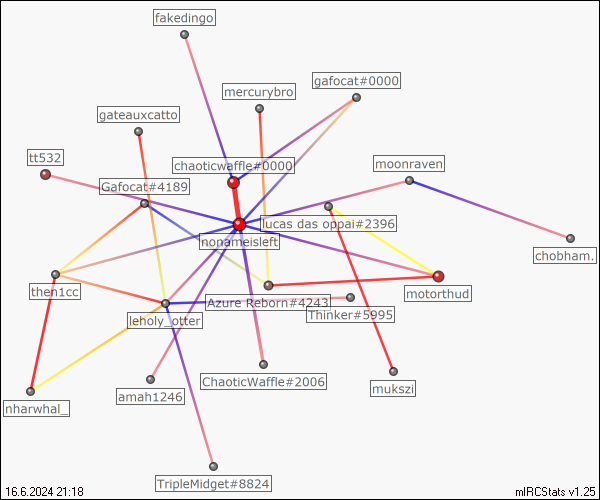 fakedingo
gafocat#0000
mercurybro
gateauxcatto
tt532
chaoticwaffle#0000
moonraven
Gafocat#4189
lucas das oppai#2396
nonameisleft
chobham.
then1cc
Azure Reborn#4243
motorthud
leholy_otter
Thinker#5995
ChaoticWaffle#2006
mukszi
amah1246
nharwhal_
TripleMidget#8824
16.6.2024 21:18
mIRCStats v1.25